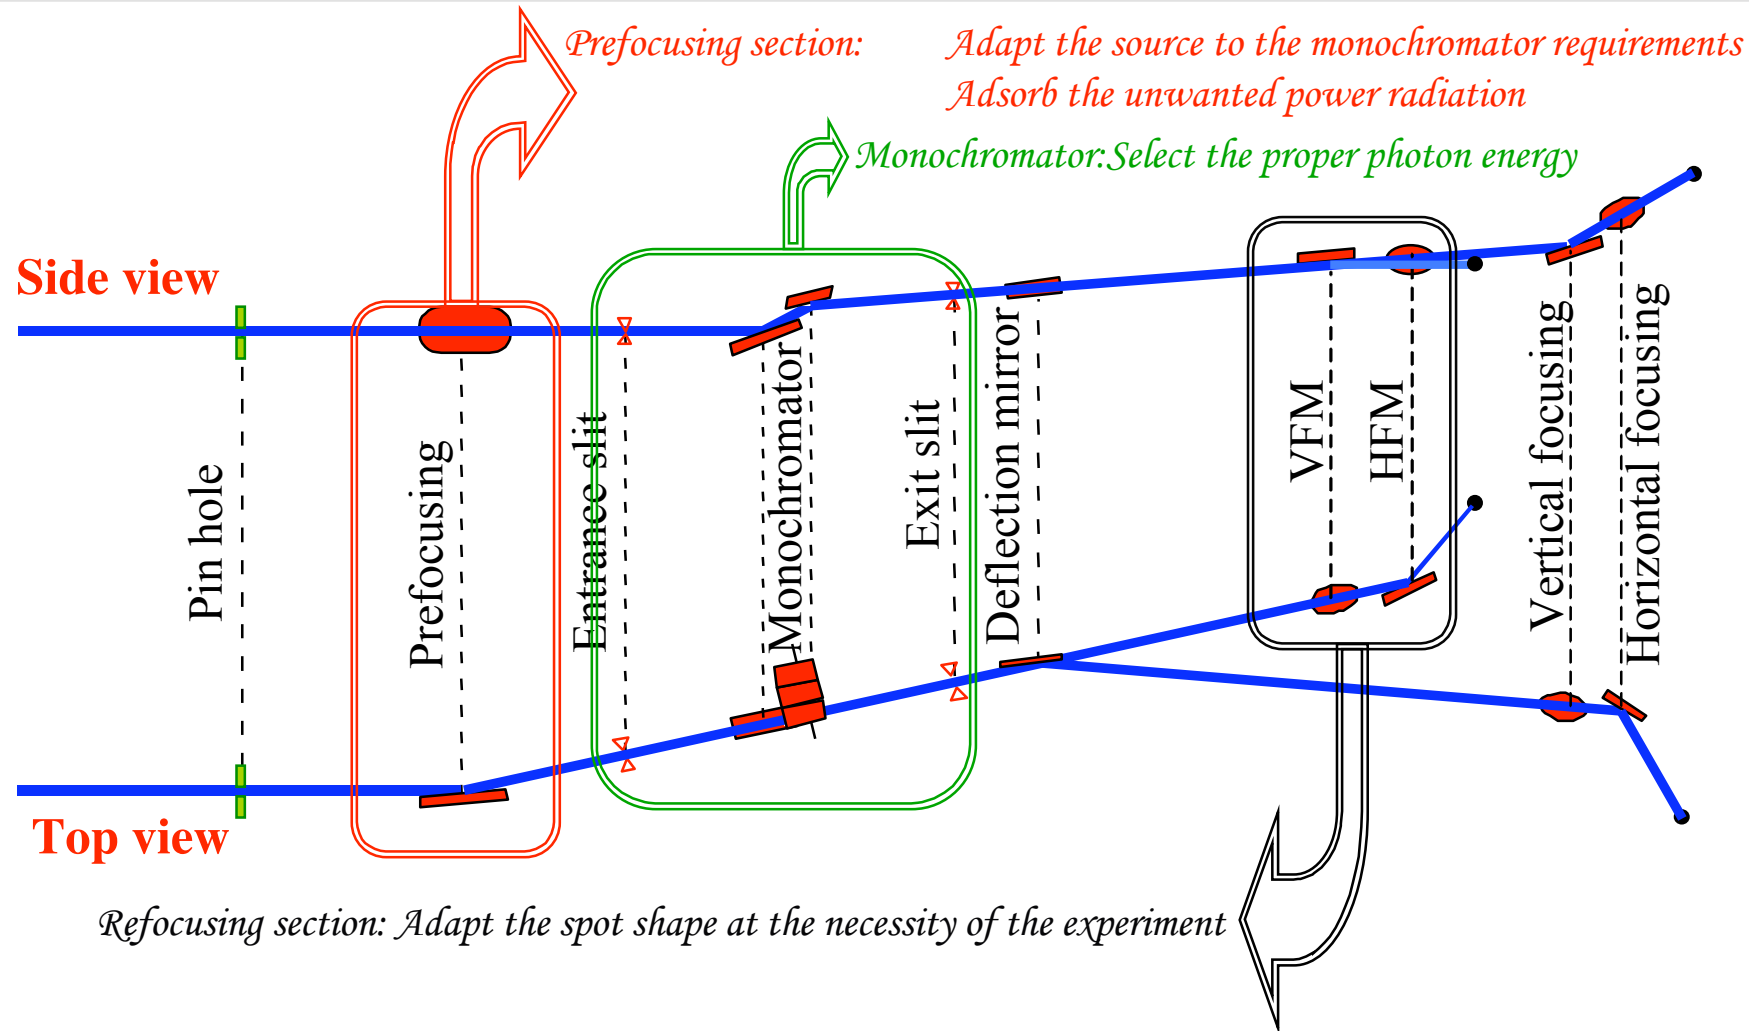 Prefocusing section: Adapt the source to the monochromator requirements
Adsorb the unwanted power radiation
Monochromator:Select the proper photon energy
Side view
Pin hole
Prefocusing
Entrance slit
Monochromator
Exit slit
Deflection mirror
VFM
HFM
Vertical focusing
Horizontal focusing
Top view
Refocusing section: Adapt the spot shape at the necessity of the experiment